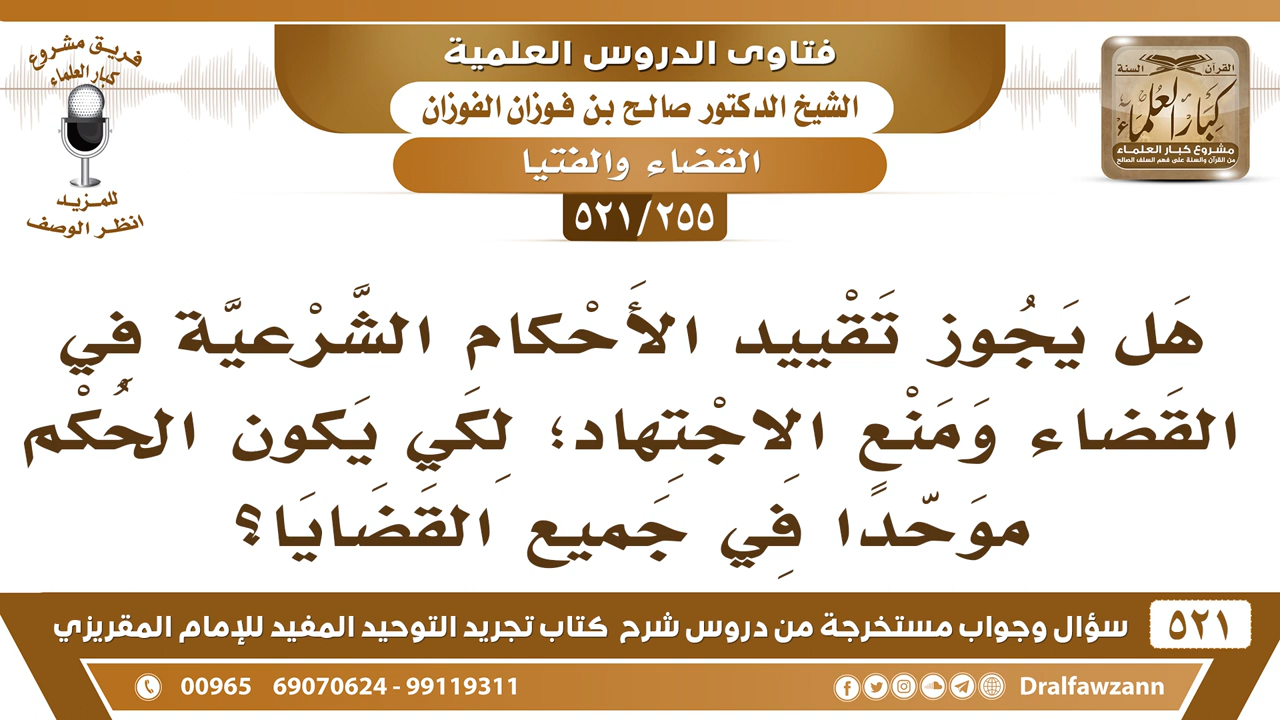 فريق مشروع
كبار العلماء
للمزيد
انظر الوصف
فتاوى الدروس العلمية
الشيخ الدكتور صالح بن فوزان الفوزان
القضاء والفتيا
٥٢١/٢٥٥
القرآن السنة
كبار العلماء
مشروع كبار العلماء
من القرآن والسنة على فهم السلف الصالح
هَل يَجُوز تَقْييد الأَحْكام الشَّرْعيَّة في
القَضاء وَمَنْعِ الاجْتِهاد؛ لِكَي يَكون الحُكْم
موَحّدًا فِي جَميع القَضَايَا؟
٥٢١ سؤال وجواب مستخرجة من دروس شرح كتاب تجريد التوحيد المفيد للإمام المقريزي
00965 69070624 - 99119311
Dralfawzann